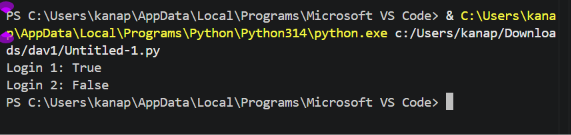 PS C:\Users\kanap\AppData\Local\Programs\Microsoft VS Code> & C:\Users\kana
p\AppData\Local\Programs\Python\Python314\python.exe c:/Users/kanap/Downloa
ds/dav1/Untitled-1.py
Login 1: True
Login 2: False
PS C:\Users\kanap\AppData\Local\Programs\Microsoft VS Code>